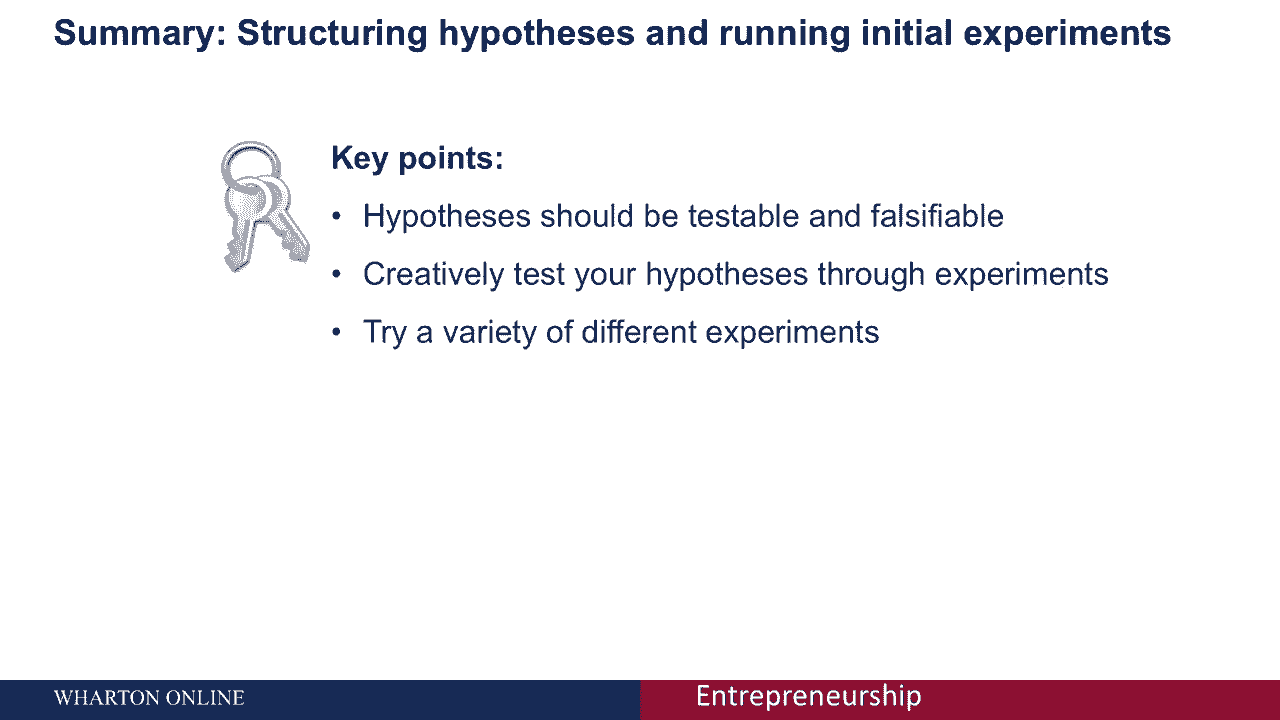 Summary: Structuring hypotheses and running initial experiments
Key points:
• Hypotheses should be testable and falsifiable
• Creatively test your hypotheses through experiments
• Try a variety of different experiments
WHARTON ONLINE
Entrepreneurship